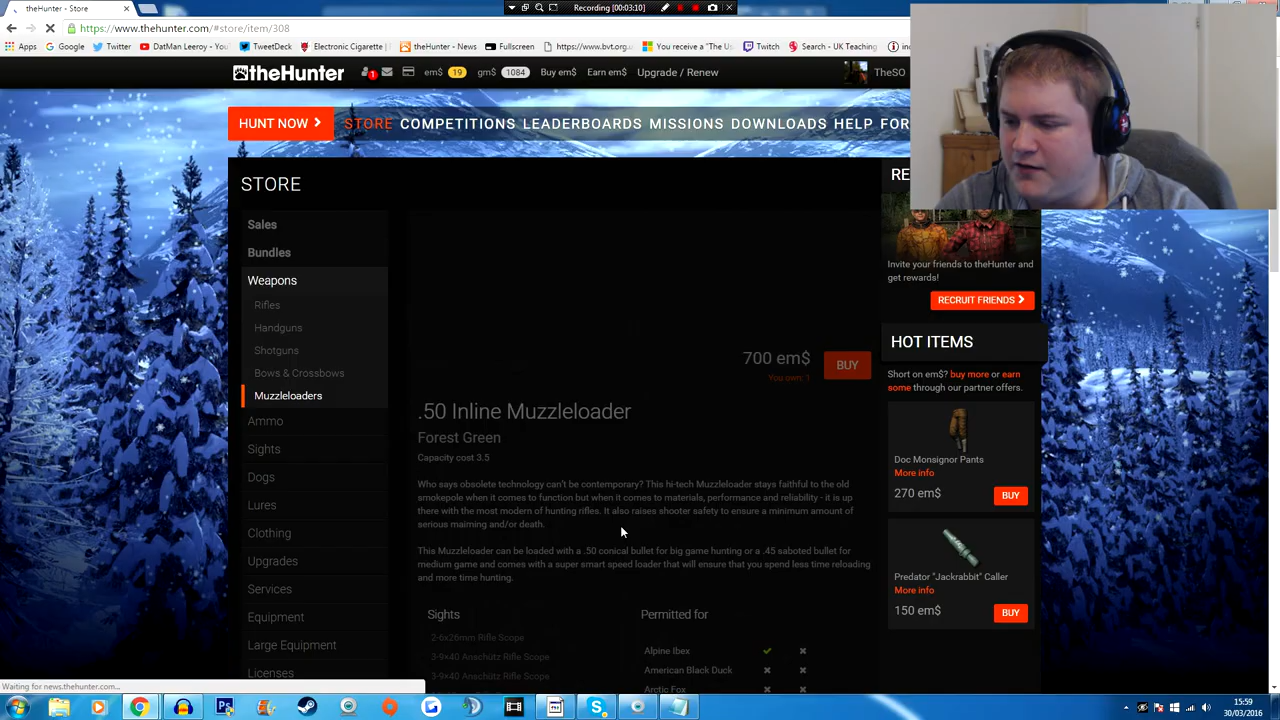 theHunter - Store
Recording [00:03:10]
https://www.thehunter.com/#store/item/308
Apps Google Twitter DatMan Leeroy - You TweetDeck Electronic Cigarette theHunter - News Fullscreen https://www.bvt.org. You receive a "The Us Twitch Search - UK Teaching
theHunter 1 em$ 19 gm$ 1084 Buy em$ Earn em$ Upgrade / Renew TheSO
HUNT NOW STORE COMPETITIONS LEADERBOARDS MISSIONS DOWNLOADS HELP FOR
STORE
RE
Sales
Bundles
Weapons
Rifles
Handguns
Shotguns
Bows & Crossbows
Muzzleloaders
Ammo
Sights
Dogs
Lures
Clothing
Upgrades
Services
Equipment
Large Equipment
Licenses
700 em$ BUY
You own: 1
.50 Inline Muzzleloader
Forest Green
Capacity cost 3.5
Who says obsolete technology can't be contemporary? This hi-tech Muzzleloader stays faithful to the old
smokepole when it comes to function but when it comes to materials, performance and reliability - it is up
there with the most modern of hunting rifles. It also raises shooter safety to ensure a minimum amount of
serious maiming and/or death.
This Muzzleloader can be loaded with a .50 conical bullet for big game hunting or a .45 saboted bullet for
medium game and comes with a super smart speed loader that will ensure that you spend less time reloading
and more time hunting.
Sights
2-6x26mm Rifle Scope
3-9×40 Anschütz Rifle Scope
3-9×40 Anschütz Rifle Scope
Permitted for
Alpine Ibex
American Black Duck
Arctic Fox
Invite your friends to theHunter and
get rewards!
RECRUIT FRIENDS
HOT ITEMS
Short on em$? buy more or earn
some through our partner offers.
Doc Monsignor Pants
More info
270 em$ BUY
Predator "Jackrabbit" Caller
More info
150 em$ BUY
Waiting for news.thehunter.com...
15:59
30/03/2016